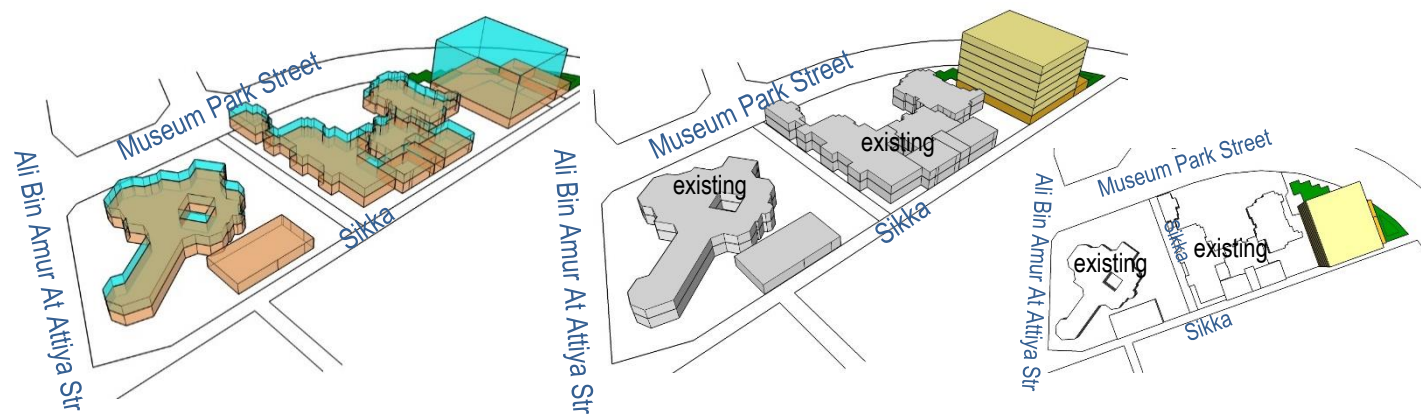 Museum Park Street
Ali Bin Amur At Attiya Str
Sikka
Museum Park Street
existing
existing
Ali Bin Amur At Attiya Str
Sikka
Museum Park Street
Sikka
existing
existing
Ali Bin Amur At Attiya Str
Sikka